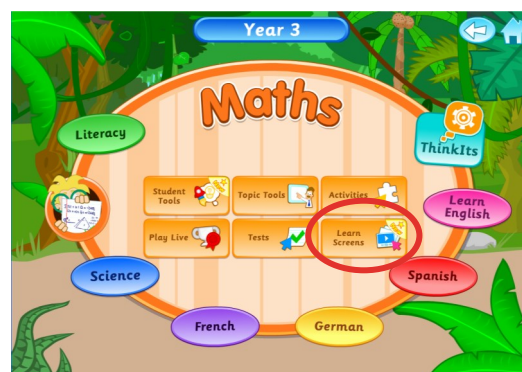 Year 3
Maths
Literacy
ThinkIts
Student
Tools
Topic Tools
Activities
Learn
English
Play Live
Tests
Learn
Screens
Science
Spanish
French
German